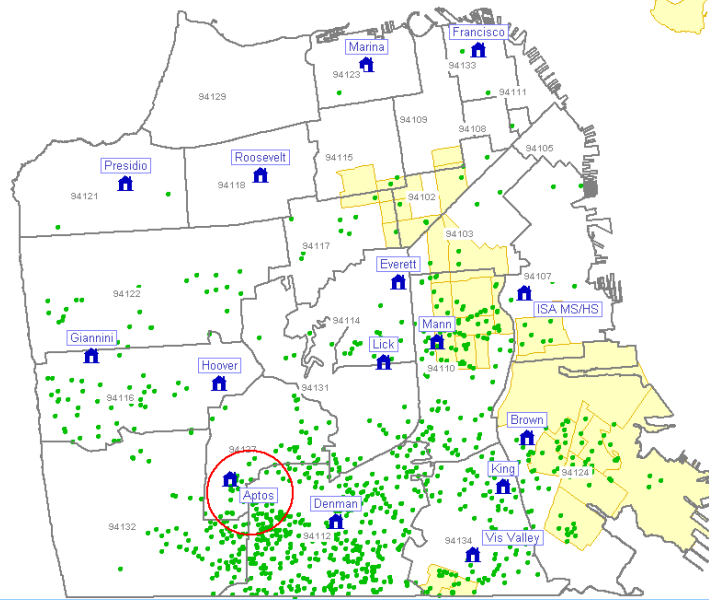 Francisco
Marina
94133
94123
94129
94111
94109
94108
94105
94115
Presidio
Roosevelt
94118
94121
94102
94103
94117
Everett
94107
94122
ISA MS/HS
94114
Mann
Giannini
Lick
Hoover
94110
94131
94116
Brown
94127
King
94124
Aptos
Denman
94132
94112
94134
Vis Valley